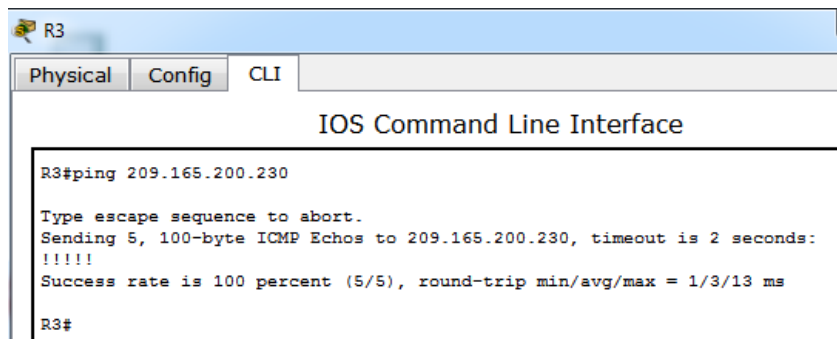 R3
Physical Config CLI
IOS Command Line Interface
R3#ping 209.165.200.230
Type escape sequence to abort.
Sending 5, 100-byte ICMP Echos to 209.165.200.230, timeout is 2 seconds:
!!!!!
Success rate is 100 percent (5/5), round-trip min/avg/max = 1/3/13 ms
R3#